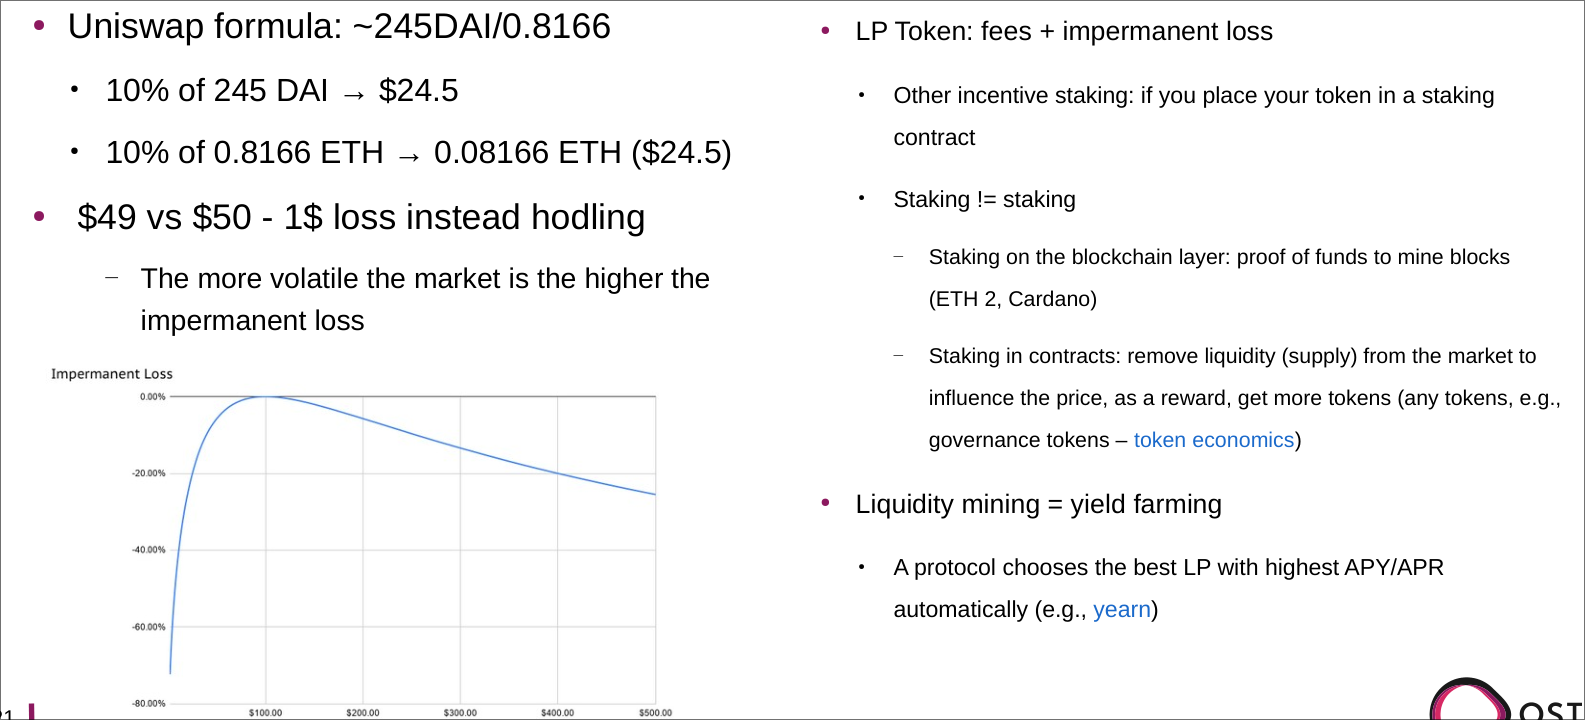 • Uniswap formula: ~245DAI/0.8166
• 10% of 245 DAI → $24.5
• 10% of 0.8166 ETH → 0.08166 ETH ($24.5)
• $49 vs $50 - 1$ loss instead hodling
– The more volatile the market is the higher the
impermanent loss
Impermanent Loss
0.00%
-20.00%
-40.00%
-60.00%
-80.00%
$100.00 $200.00 $300.00 $400.00 $500.00
• LP Token: fees + impermanent loss
• Other incentive staking: if you place your token in a staking
contract
• Staking != staking
– Staking on the blockchain layer: proof of funds to mine blocks
(ETH 2, Cardano)
– Staking in contracts: remove liquidity (supply) from the market to
influence the price, as a reward, get more tokens (any tokens, e.g.,
governance tokens – token economics)
• Liquidity mining = yield farming
• A protocol chooses the best LP with highest APY/APR
automatically (e.g., yearn)
OST